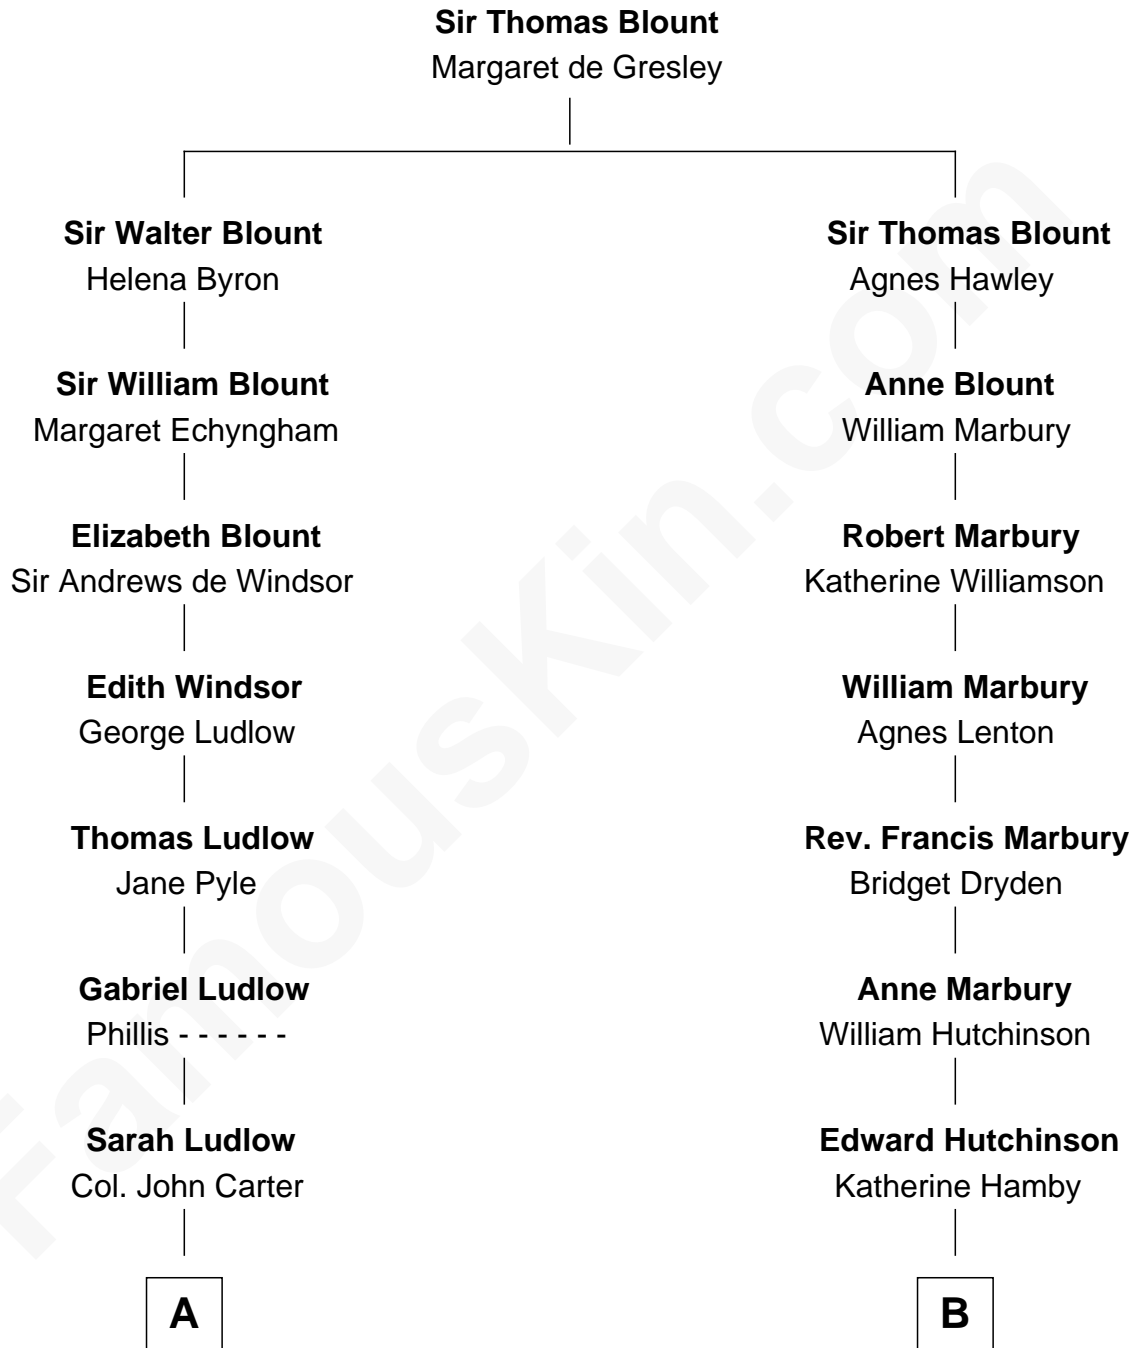 Sir Thomas Blount
Margaret de Gresley
Sir Walter Blount
Helena Byron
Sir William Blount
Margaret Echyngham
Elizabeth Blount
Sir Andrews de Windsor
Edith Windsor
George Ludlow
Thomas Ludlow
Jane Pyle
Gabriel Ludlow
Phillis - - - - - -
Sarah Ludlow
Col. John Carter
A
Sir Thomas Blount
Agnes Hawley
Anne Blount
William Marbury
Robert Marbury
Katherine Williamson
William Marbury
Agnes Lenton
Rev. Francis Marbury
Bridget Dryden
Anne Marbury
William Hutchinson
Edward Hutchinson
Katherine Hamby
B
FamousKin.com